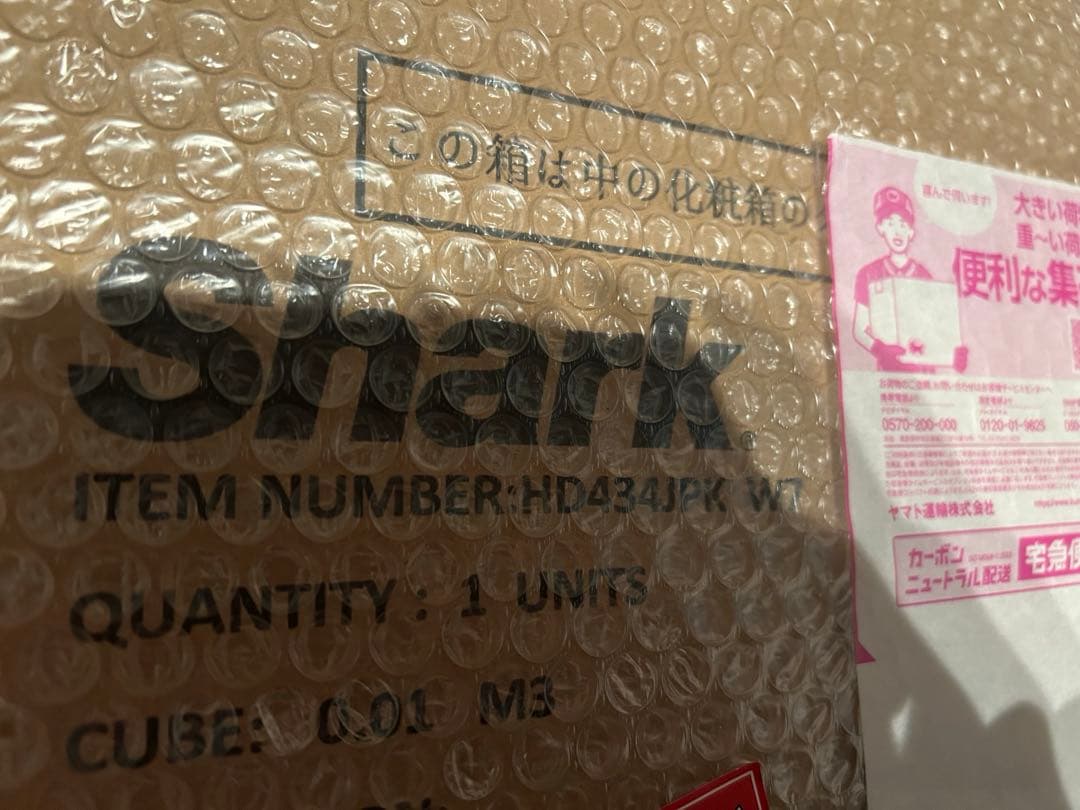 この箱は中の化粧箱の
Shark®
ITEM NUMBER:HD434JPK W7
QUANTITY : 1 UNITS
CUBE: 0.01 M3
喜んで伺います!
大きい荷
重〜い荷
便利な集
0570-200-000
0120-01-9625
ヤマト運輸株式会社
カーボン
ニュートラル配送
宅急便